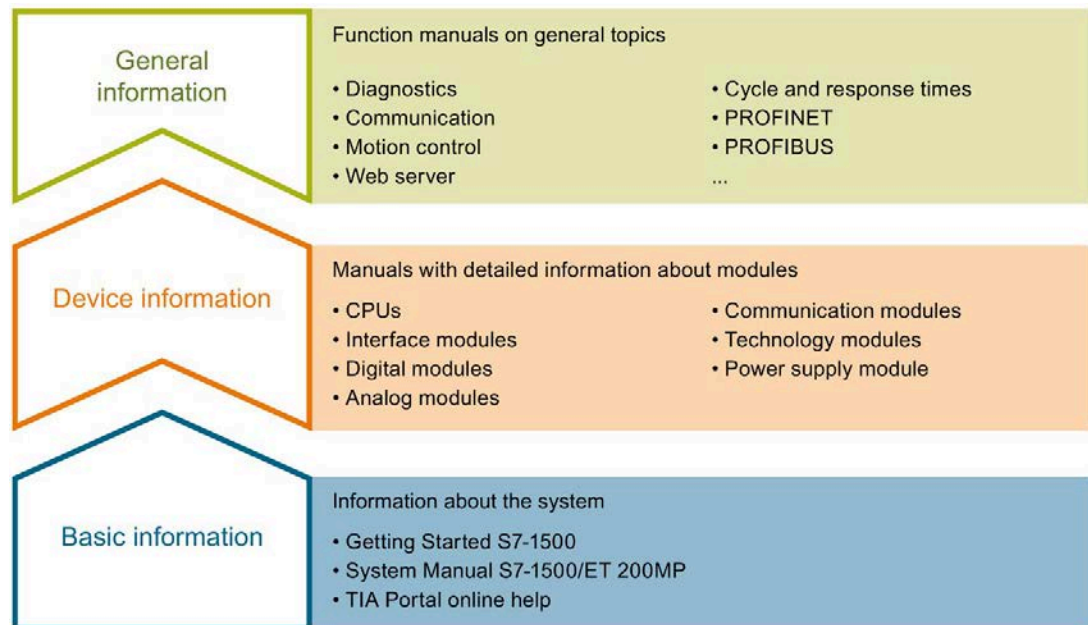 General
information
Function manuals on general topics
• Diagnostics
• Communication
• Motion control
• Web server
• Cycle and response times
• PROFINET
• PROFIBUS
...
Device information
Manuals with detailed information about modules
• CPUs
• Interface modules
• Digital modules
• Analog modules
• Communication modules
• Technology modules
• Power supply module
Basic information
Information about the system
• Getting Started S7-1500
• System Manual S7-1500/ET 200MP
• TIA Portal online help